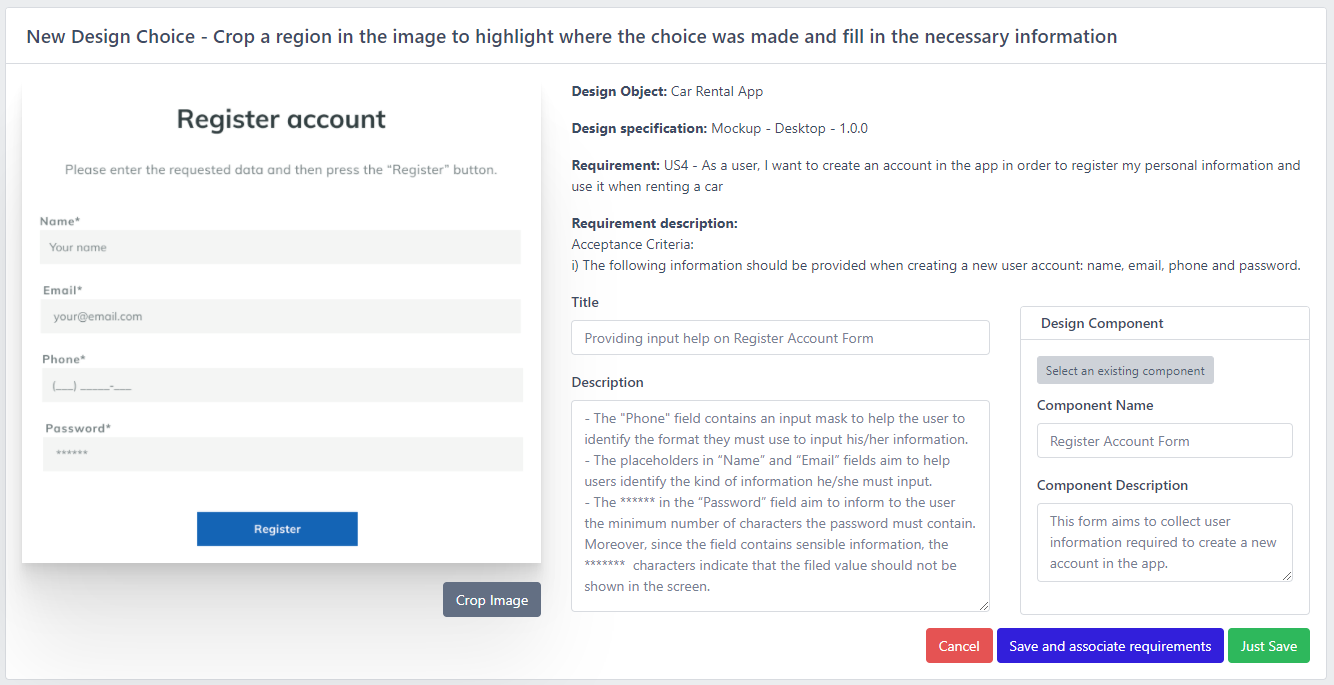 New Design Choice - Crop a region in the image to highlight where the choice was made and fill in the necessary information
Register account
Please enter the requested data and then press the “Register” button.
Name*
Your name
Email*
your@email.com
Phone*
(___) _____-___
Password*
******
Register
Crop Image
Design Object: Car Rental App
Design specification: Mockup - Desktop - 1.0.0
Requirement: US4 - As a user, I want to create an account in the app in order to register my personal information and
use it when renting a car
Requirement description:
Acceptance Criteria:
i) The following information should be provided when creating a new user account: name, email, phone and password.
Title
Providing input help on Register Account Form
Description
- The "Phone" field contains an input mask to help the user to
identify the format they must use to input his/her information.
- The placeholders in “Name” and “Email” fields aim to help
users identify the kind of information he/she must input.
- The ****** in the “Password” field aim to inform to the user
the minimum number of characters the password must contain.
Moreover, since the field contains sensible information, the
*******  characters indicate that the filed value should not be
shown in the screen.
Design Component
Select an existing component
Component Name
Register Account Form
Component Description
This form aims to collect user
information required to create a new
account in the app.
Cancel
Save and associate requirements
Just Save